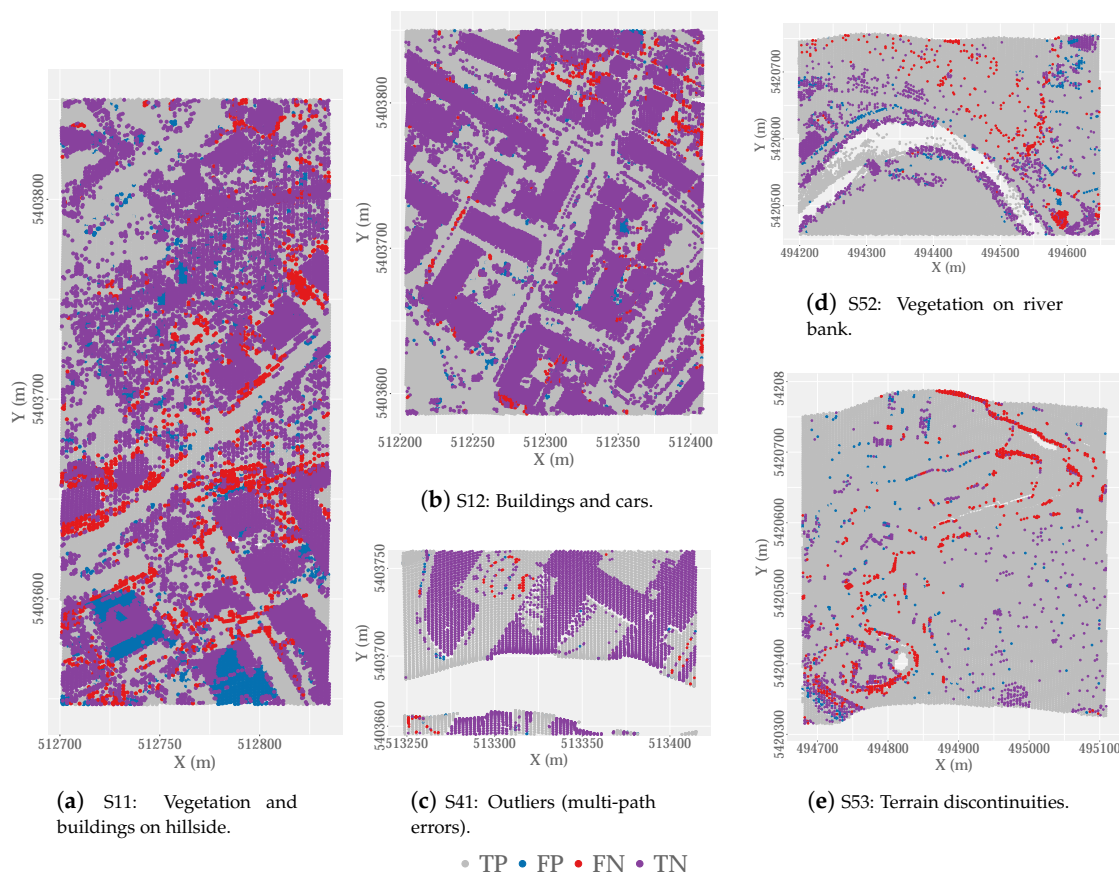 5403800
5403700
5403600
Y (m)
512700
512750
512800
X (m)
(a) S11: Vegetation and
buildings on hillside.
5403800
5403700
5403600
Y (m)
512200
512250
512300
512350
512400
X (m)
(b) S12: Buildings and cars.
5403750
5403700
5403660
Y (m)
513250
513300
513350
513400
X (m)
(c) S41: Outliers (multi-path
errors).
5420700
5420600
5420500
Y (m)
494200
494300
494400
494500
494600
X (m)
(d) S52: Vegetation on river
bank.
54208
5420700
5420600
5420500
5420400
5420300
Y (m)
494700
494800
494900
495000
495100
X (m)
(e) S53: Terrain discontinuities.
TP FP FN TN